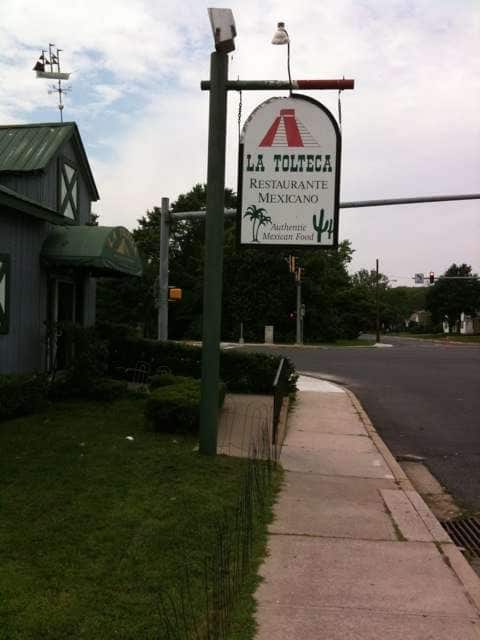 LA TOLTECA
RESTAURANTE
MEXICANO
Authentic
Mexican Food